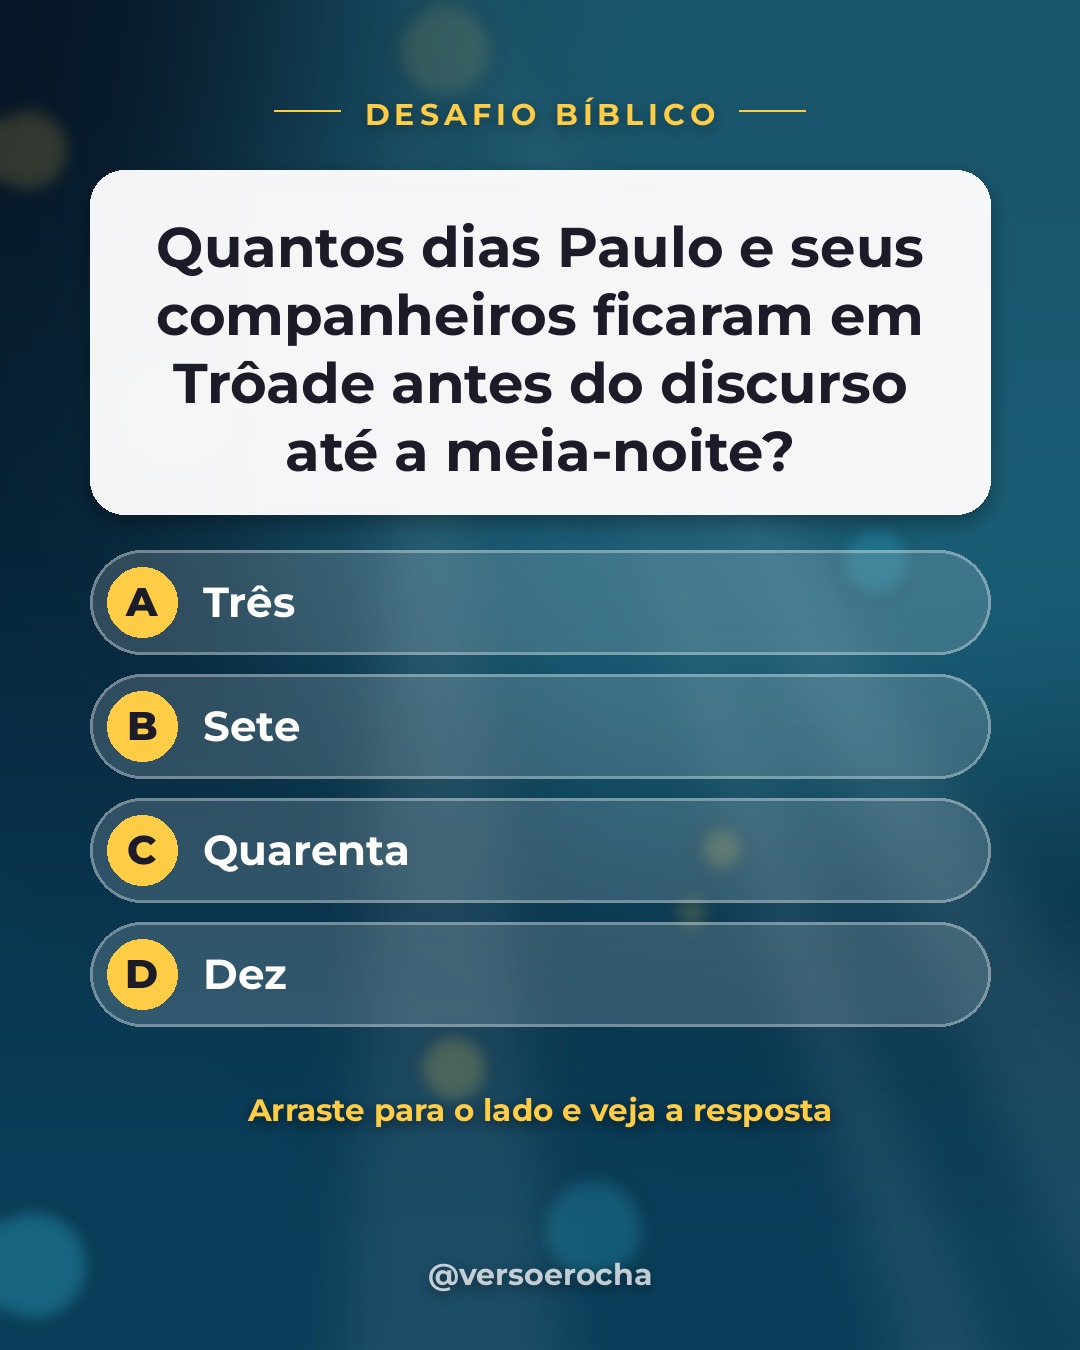 DESAFIO BÍBLICO
Quantos dias Paulo e seus
companheiros ficaram em
Trôade antes do discurso
até a meia-noite?
A Três
B Sete
C Quarenta
D Dez
Arraste para o lado e veja a resposta
@versoerocha